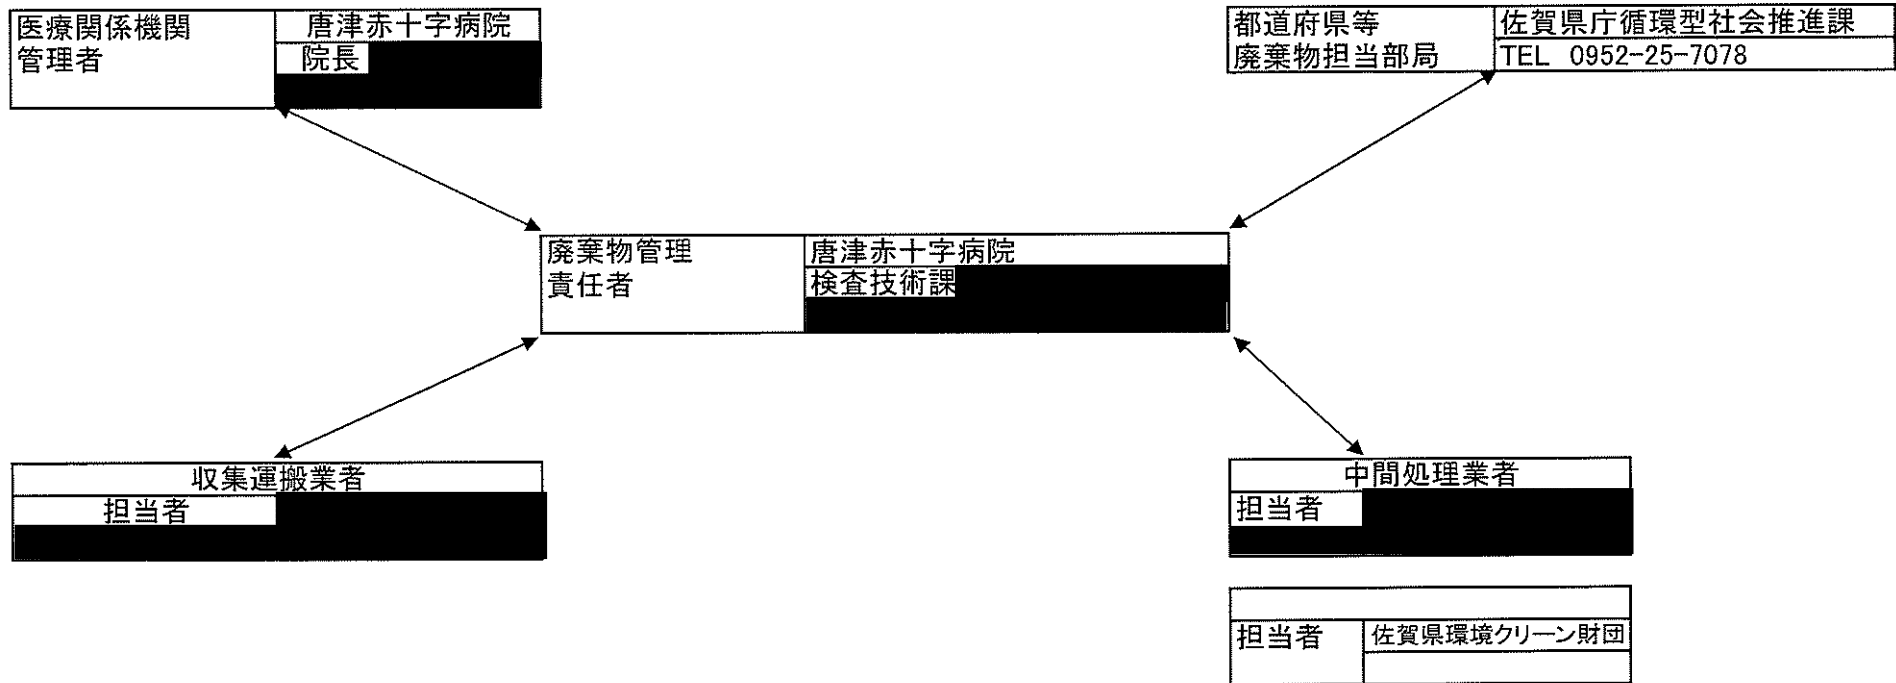 医療関係機関
管理者
唐津赤十字病院
院長
都道府県等
廃棄物担当部局
佐賀県庁循環型社会推進課
TEL 0952-25-7078
廃棄物管理
責任者
唐津赤十字病院
検査技術課
収集運搬業者
担当者
中間処理業者
担当者
担当者
佐賀県環境クリーン財団